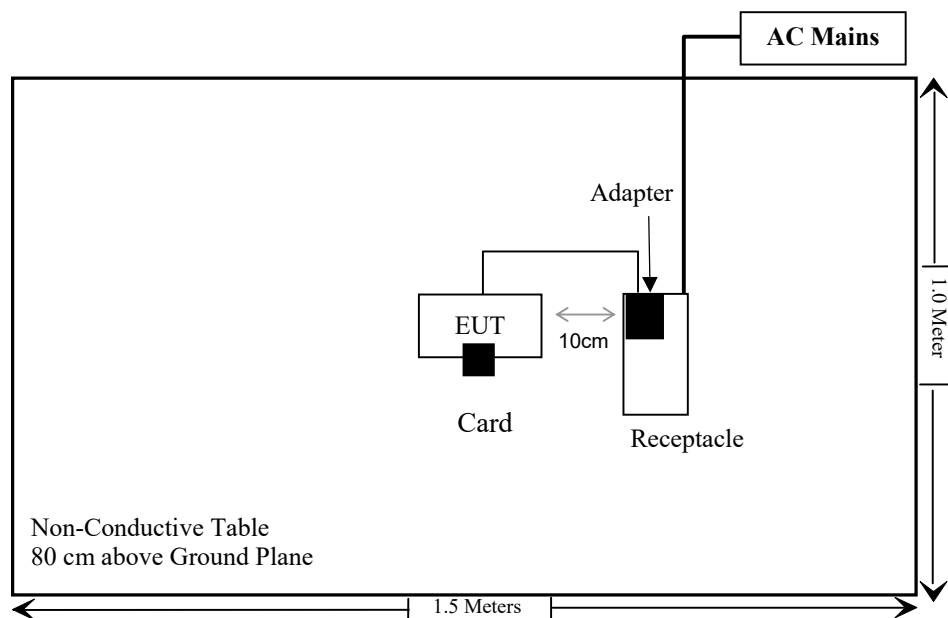 AC Mains
Adapter
EUT
10cm
Card
Receptacle
1.0 Meter
Non-Conductive Table
80 cm above Ground Plane
1.5 Meters